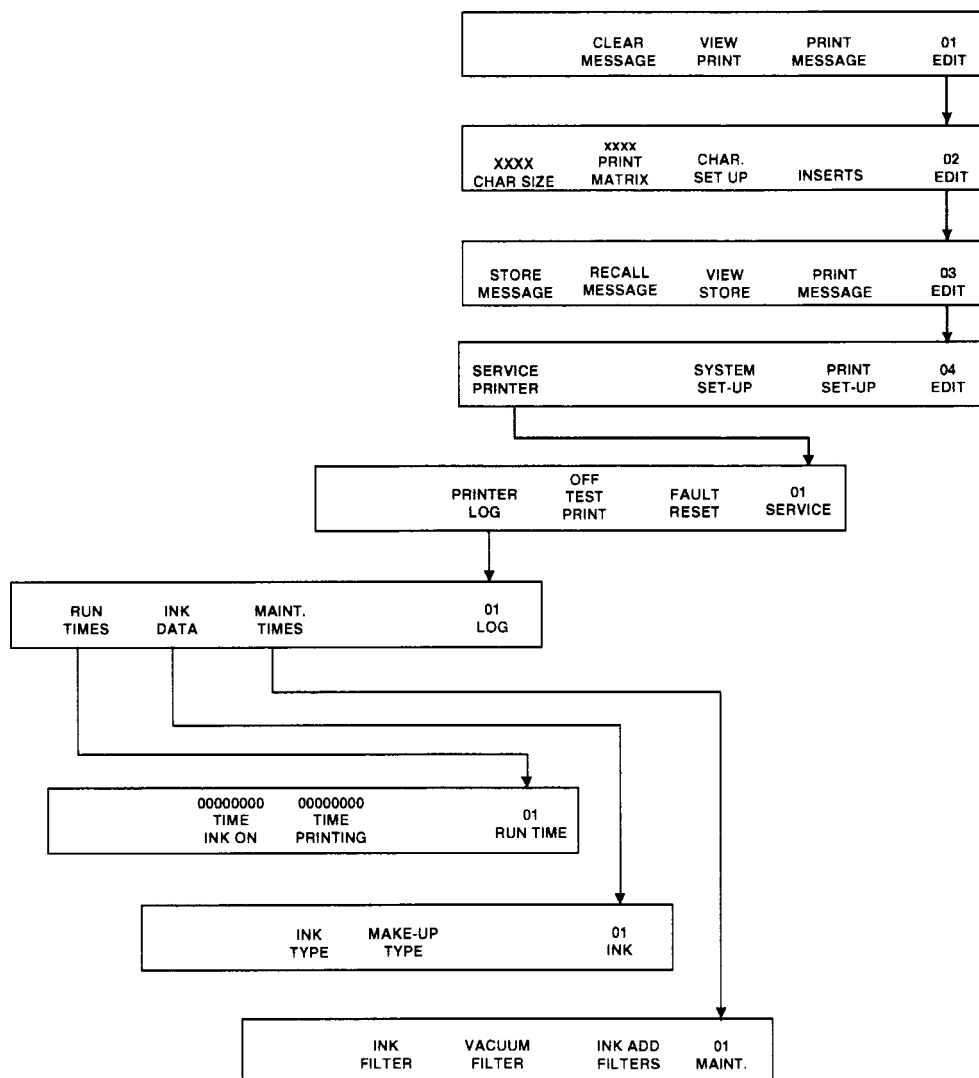 CLEAR MESSAGE VIEW PRINT PRINT MESSAGE 01 EDIT
XXXX CHAR SIZE xxxx PRINT MATRIX CHAR. SET UP INSERTS 02 EDIT
STORE MESSAGE RECALL MESSAGE VIEW STORE PRINT MESSAGE 03 EDIT
SERVICE PRINTER SYSTEM SET-UP PRINT SET-UP 04 EDIT
PRINTER LOG OFF TEST PRINT FAULT RESET 01 SERVICE
RUN TIMES INK DATA MAINT. TIMES 01 LOG
00000000 TIME INK ON 00000000 TIME PRINTING 01 RUN TIME
INK TYPE MAKE-UP TYPE 01 INK
INK FILTER VACUUM FILTER INK ADD FILTERS 01 MAINT.